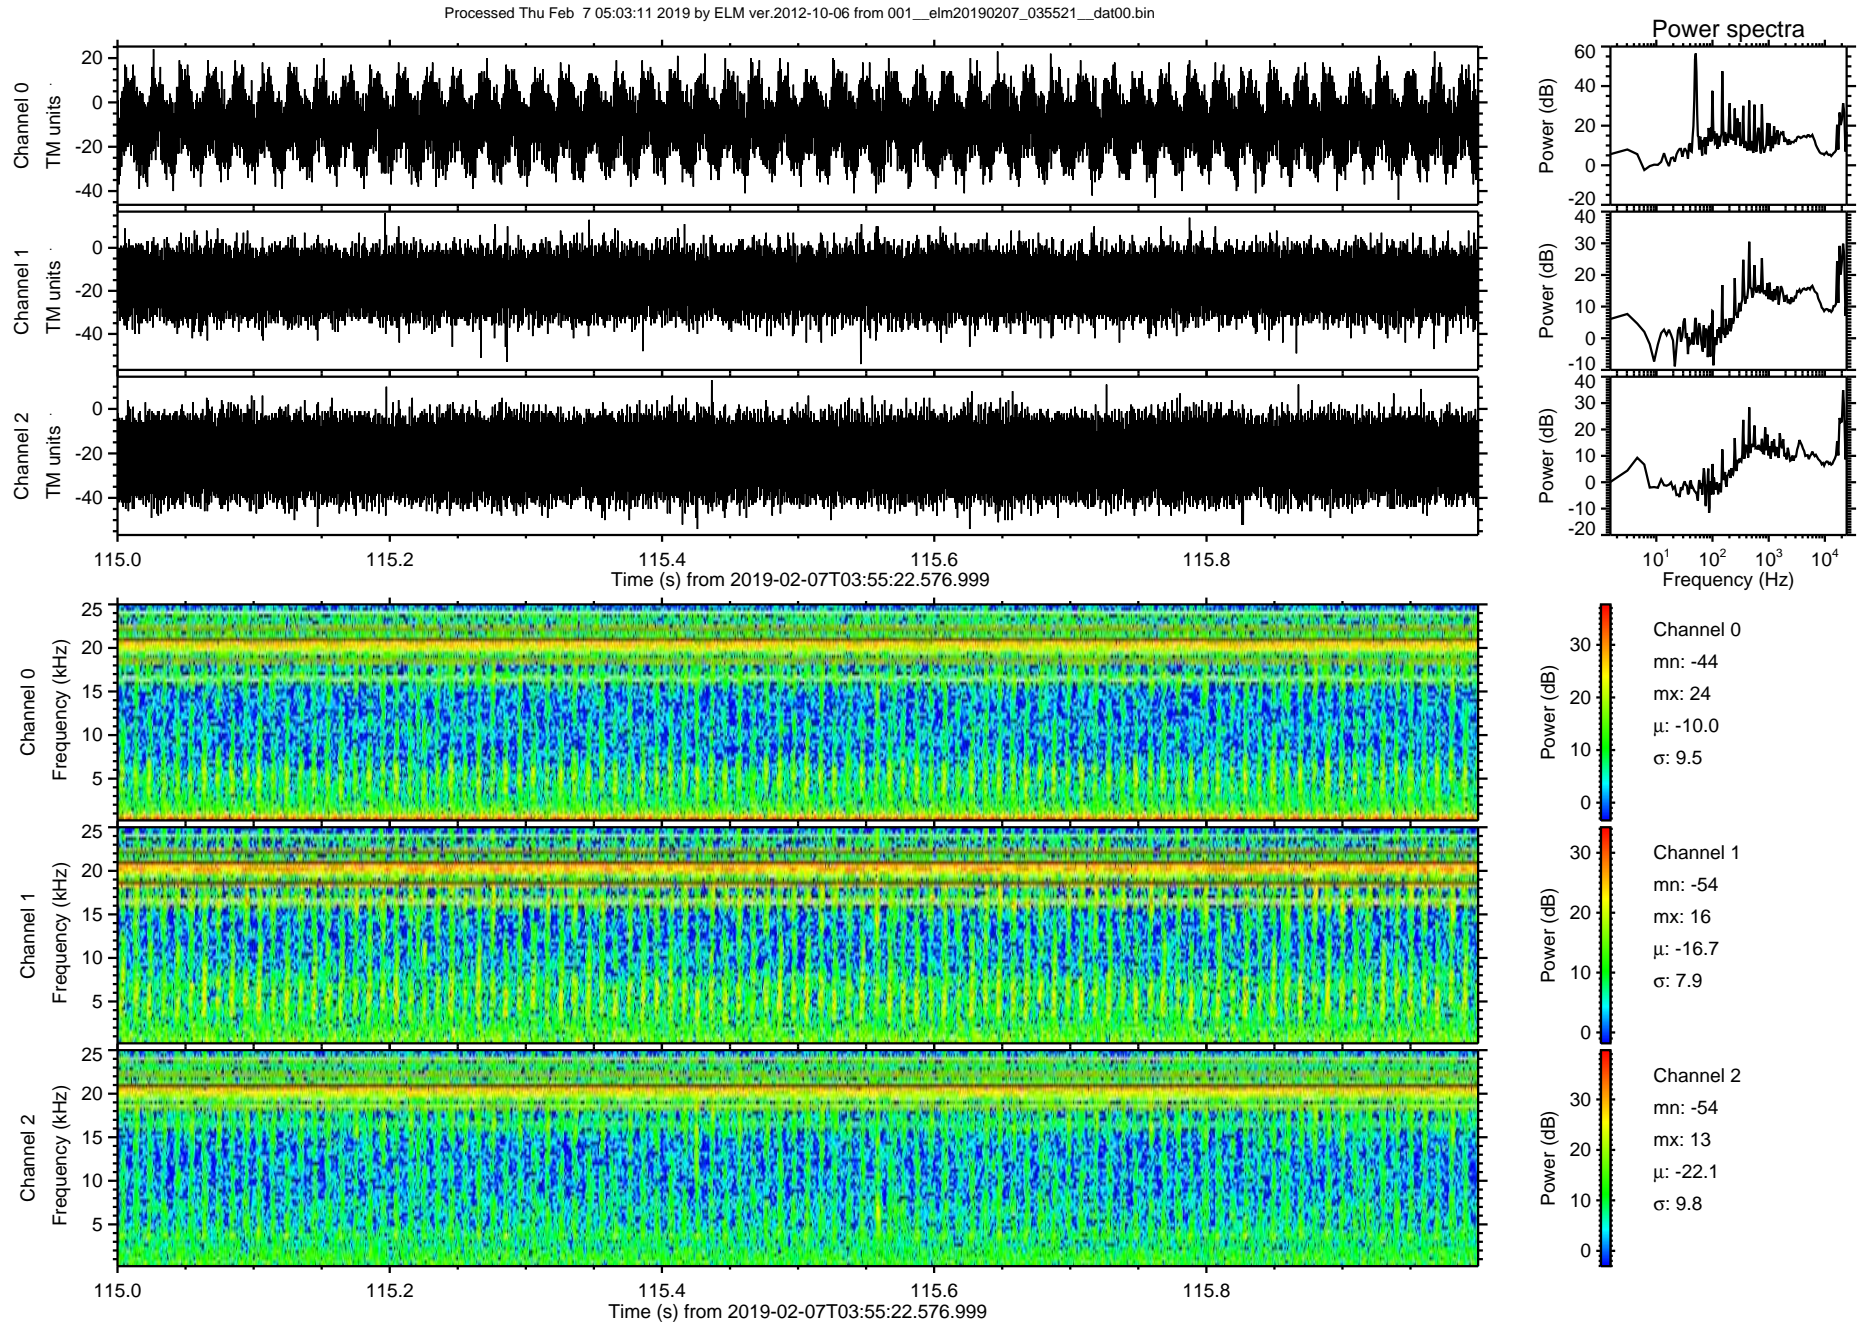 Processed Thu Feb  7 05:03:11 2019 by ELM ver.2012-10-06 from 001__elm20190207_035521__dat00.bin
Power spectra
Channel 0
TM units
20
0
-20
-40
Power (dB)
60
40
20
0
-20
Channel 1
TM units
0
-20
-40
Power (dB)
40
30
20
10
0
-10
Channel 2
TM units
0
-20
-40
Power (dB)
40
30
20
10
0
-10
-20
115.0 115.2 115.4 115.6 115.8
Time (s) from 2019-02-07T03:55:22.576.999
10^1 10^2 10^3 10^4
Frequency (Hz)
Channel 0
Frequency (kHz)
25
20
15
10
5
Power (dB)
30
20
10
0
Channel 0
mn: -44
mx: 24
μ: -10.0
σ: 9.5
Channel 1
Frequency (kHz)
25
20
15
10
5
Power (dB)
30
20
10
0
Channel 1
mn: -54
mx: 16
μ: -16.7
σ: 7.9
Channel 2
Frequency (kHz)
25
20
15
10
5
Power (dB)
30
20
10
0
Channel 2
mn: -54
mx: 13
μ: -22.1
σ: 9.8
115.0 115.2 115.4 115.6 115.8
Time (s) from 2019-02-07T03:55:22.576.999